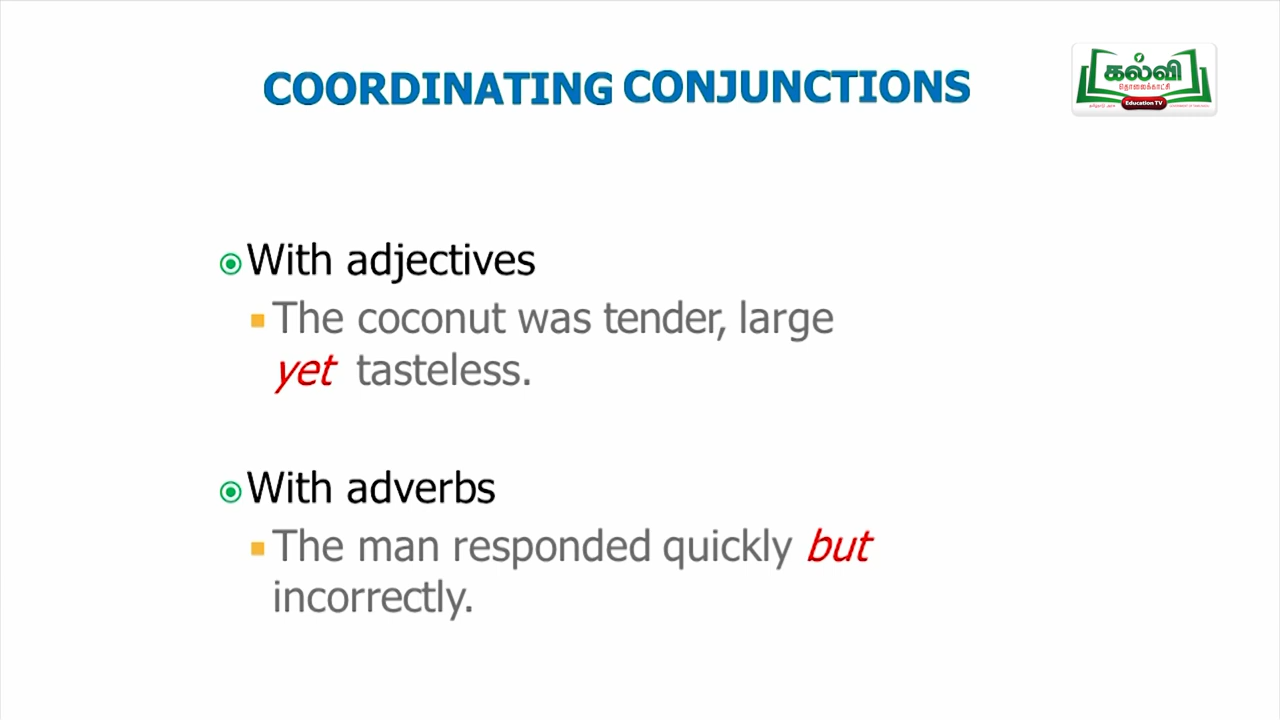 COORDINATING CONJUNCTIONS
கல்வி
தொலைக்காட்சி
Education TV
With adjectives
The coconut was tender, large
yet tasteless.
With adverbs
The man responded quickly but
incorrectly.